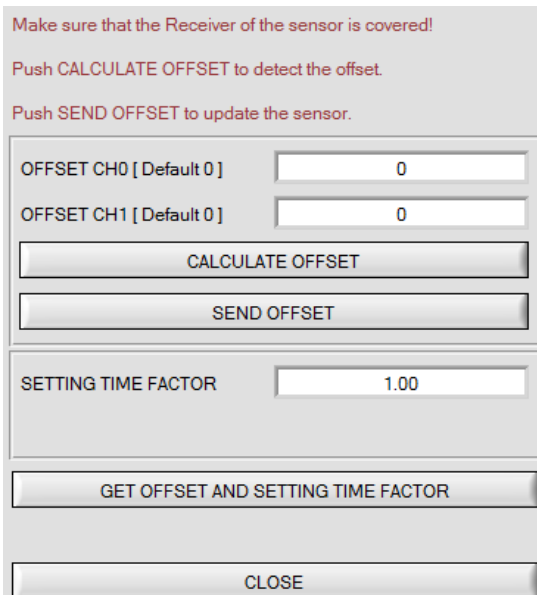 Make sure that the Receiver of the sensor is covered!
Push CALCULATE OFFSET to detect the offset.
Push SEND OFFSET to update the sensor.
OFFSET CH0 [ Default 0 ] 0
OFFSET CH1 [ Default 0 ] 0
CALCULATE OFFSET
SEND OFFSET
SETTING TIME FACTOR 1.00
GET OFFSET AND SETTING TIME FACTOR
CLOSE